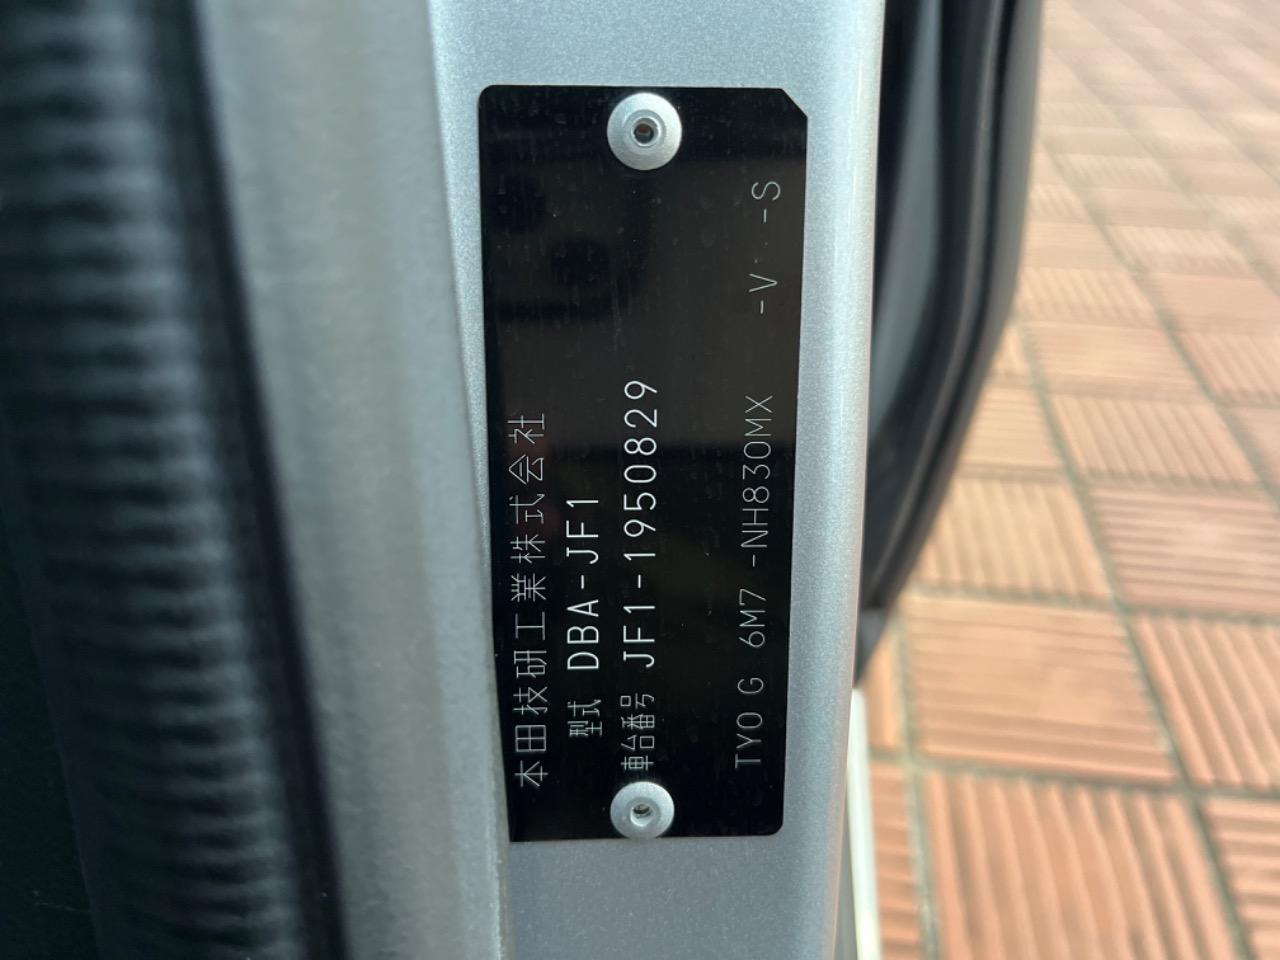 本田技研工業株式会社
型式 DBA-JF1
車台番号 JF1-1950829
TYO G 6M7 -NH830MX -V -S